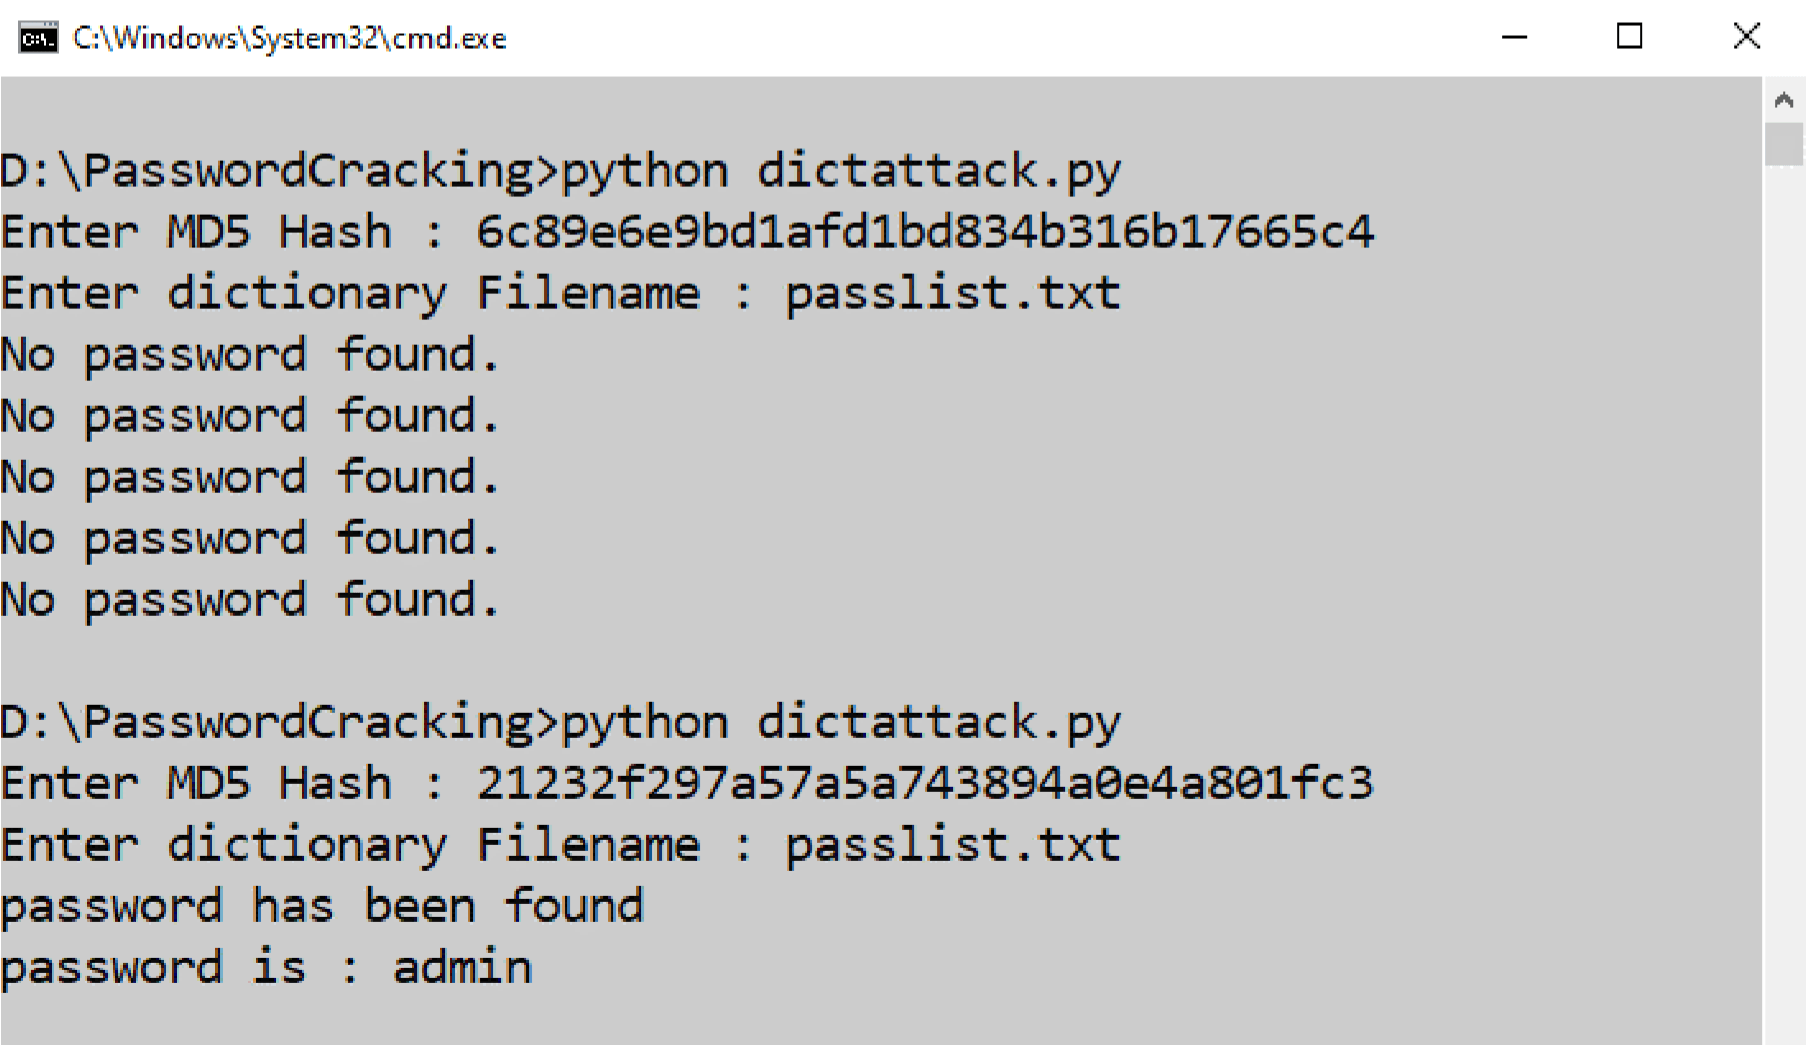 C:\Windows\System32\cmd.exe
D:\PasswordCracking>python dictattack.py
Enter MD5 Hash : 6c89e6e9bd1afd1bd834b316b17665c4
Enter dictionary Filename : passlist.txt
No password found.
No password found.
No password found.
No password found.
No password found.
D:\PasswordCracking>python dictattack.py
Enter MD5 Hash : 21232f297a57a5a743894a0e4a801fc3
Enter dictionary Filename : passlist.txt
password has been found
password is : admin